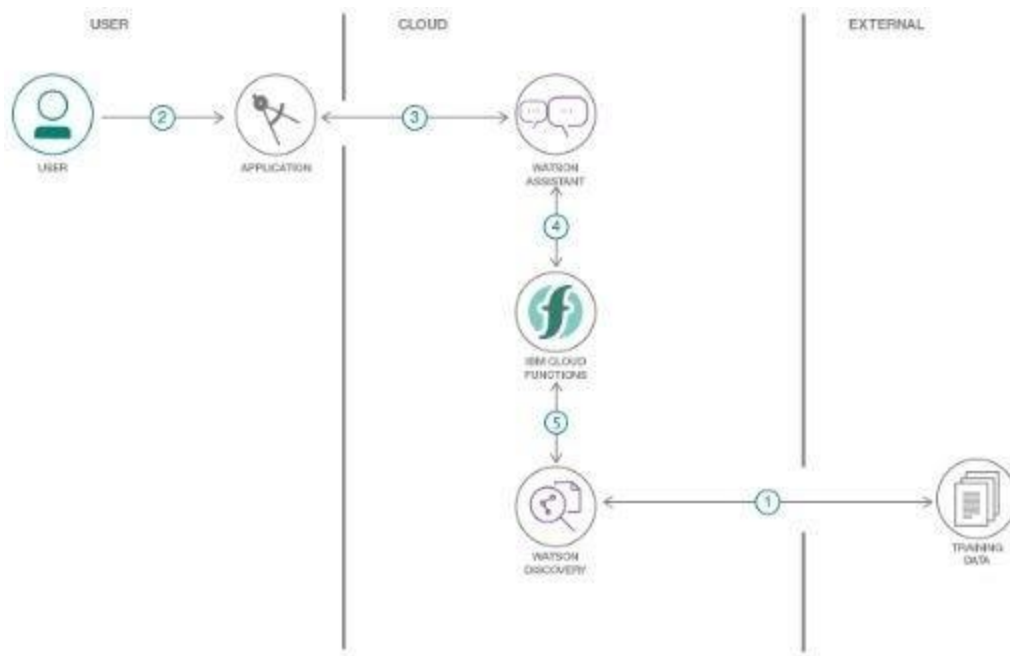 USER
CLOUD
EXTERNAL
2
3
USER
APPLICATION
WATSON
ASSISTANT
4
IBM CLOUD
FUNCTIONS
5
1
WATSON
DISCOVERY
TRAINING
DATA